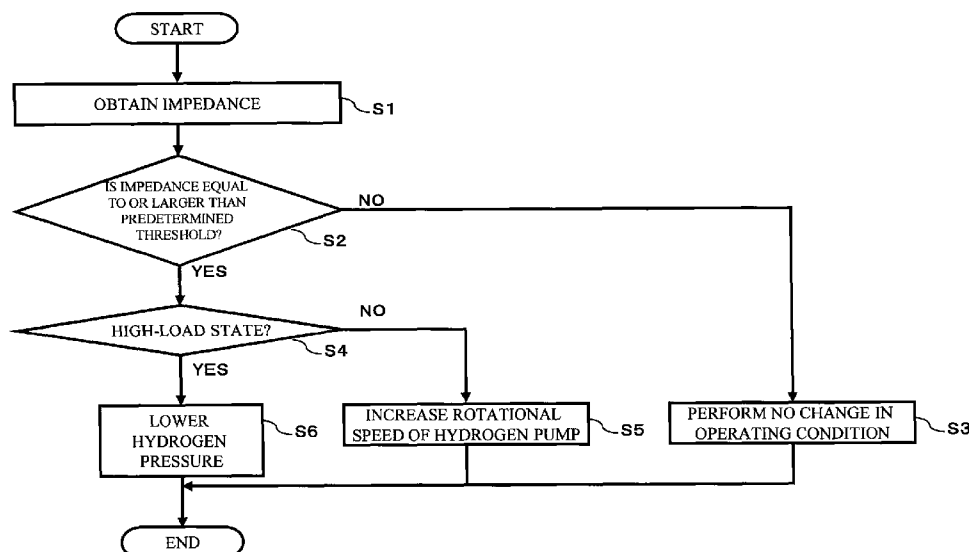 START
OBTAIN IMPEDANCE
S1
IS IMPEDANCE EQUAL
TO OR LARGER THAN
PREDETERMINED
THRESHOLD?
NO
S2
YES
HIGH-LOAD STATE?
NO
S4
YES
LOWER
HYDROGEN
PRESSURE
S6
INCREASE ROTATIONAL
SPEED OF HYDROGEN PUMP
S5
PERFORM NO CHANGE IN
OPERATING CONDITION
S3
END